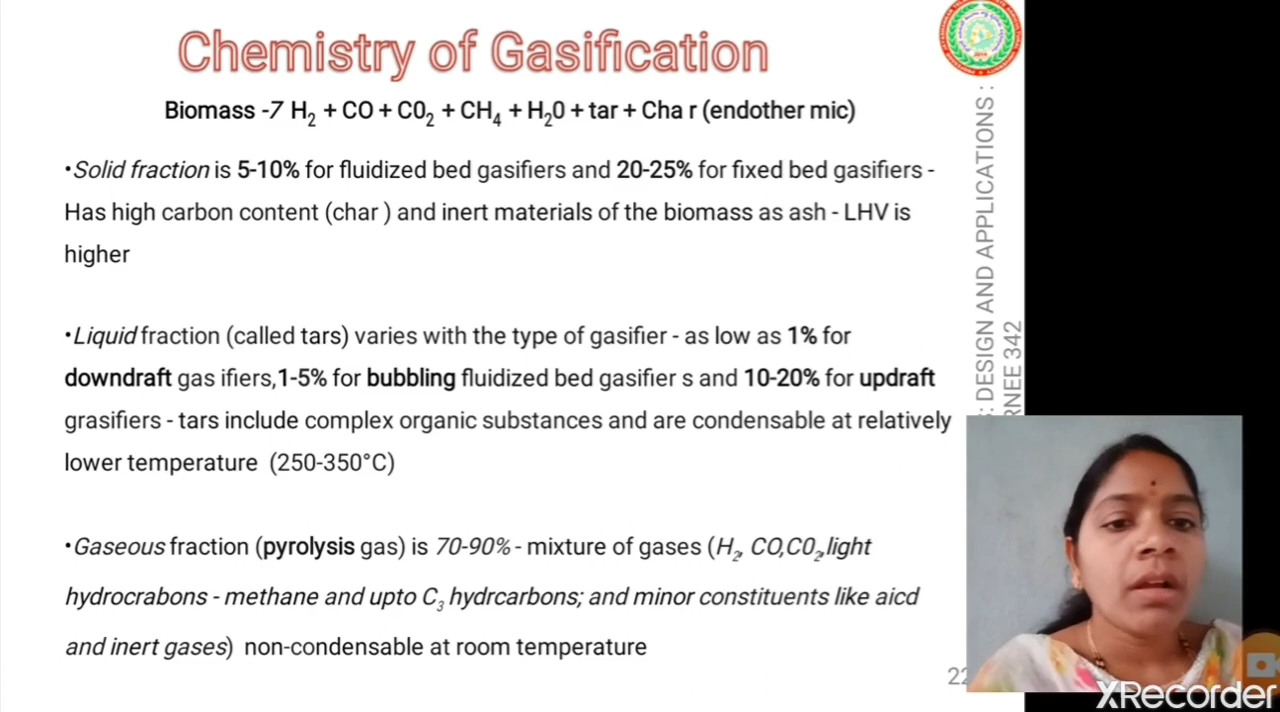 Chemistry of Gasification
Biomass -7 H2 + CO + C02 + CH4 + H20 + tar + Cha r (endother mic)
•Solid fraction is 5-10% for fluidized bed gasifiers and 20-25% for fixed bed gasifiers -
Has high carbon content (char ) and inert materials of the biomass as ash - LHV is
higher
•Liquid fraction (called tars) varies with the type of gasifier - as low as 1% for
downdraft gas ifiers,1-5% for bubbling fluidized bed gasifier s and 10-20% for updraft
grasifiers - tars include complex organic substances and are condensable at relatively
lower temperature (250-350°C)
•Gaseous fraction (pyrolysis gas) is 70-90% - mixture of gases (H2, CO,C02,light
hydrocrabons - methane and upto C3 hydrcarbons; and minor constituents like aicd
and inert gases) non-condensable at room temperature
: DESIGN AND APPLICATIONS :
RNEE 342
22
XRecorder